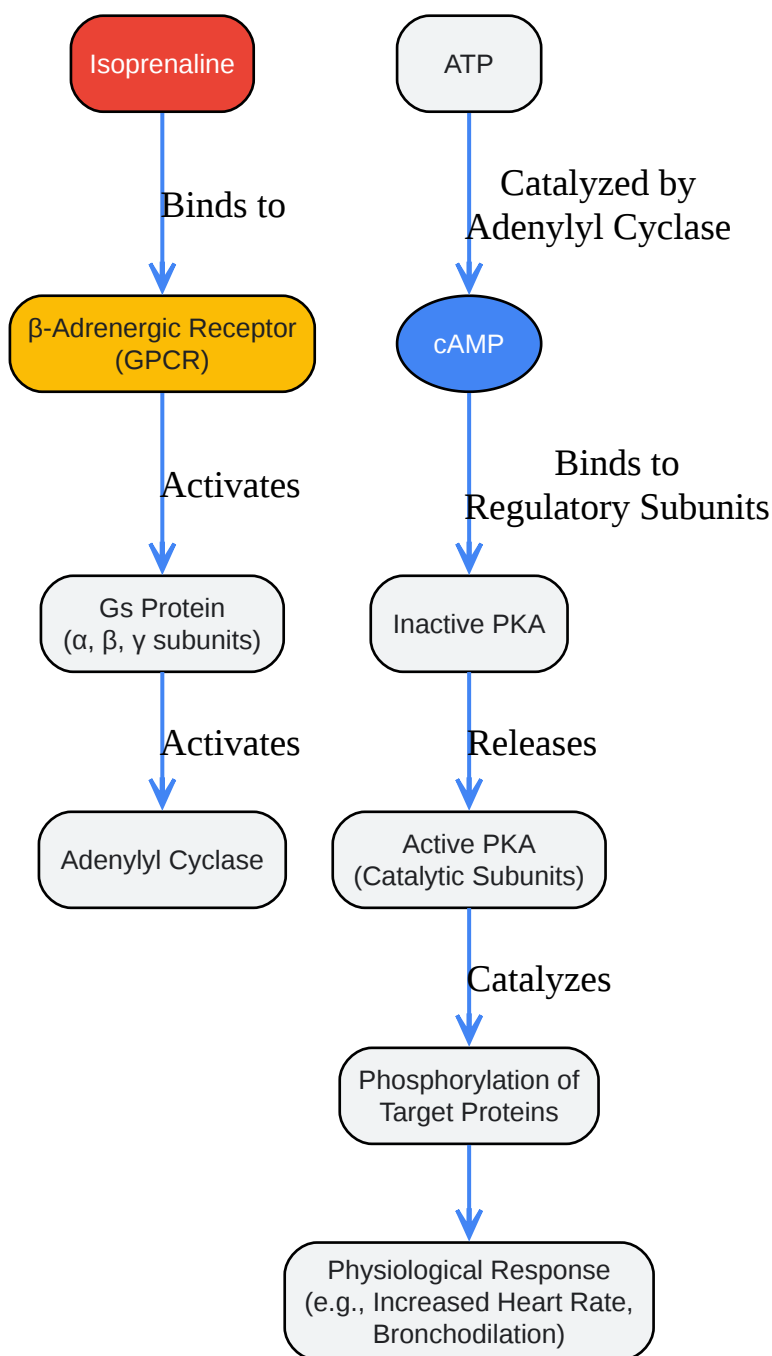 Isoprenaline
Binds to
β-Adrenergic Receptor
(GPCR)
Activates
Gs Protein
(α, β, γ subunits)
Activates
Adenylyl Cyclase
ATP
Catalyzed by
Adenylyl Cyclase
cAMP
Binds to
Regulatory Subunits
Inactive PKA
Releases
Active PKA
(Catalytic Subunits)
Catalyzes
Phosphorylation of
Target Proteins
Physiological Response
(e.g., Increased Heart Rate,
Bronchodilation)